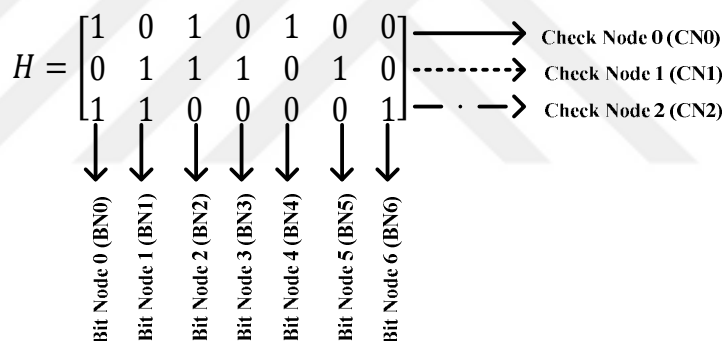 1 0 1 0 1 0 0 Check Node 0 (CN0)
H = 0 1 1 1 0 1 0 Check Node 1 (CN1)
1 1 0 0 0 0 1 Check Node 2 (CN2)
Bit Node 0 (BN0)
Bit Node 1 (BN1)
Bit Node 2 (BN2)
Bit Node 3 (BN3)
Bit Node 4 (BN4)
Bit Node 5 (BN5)
Bit Node 6 (BN6)